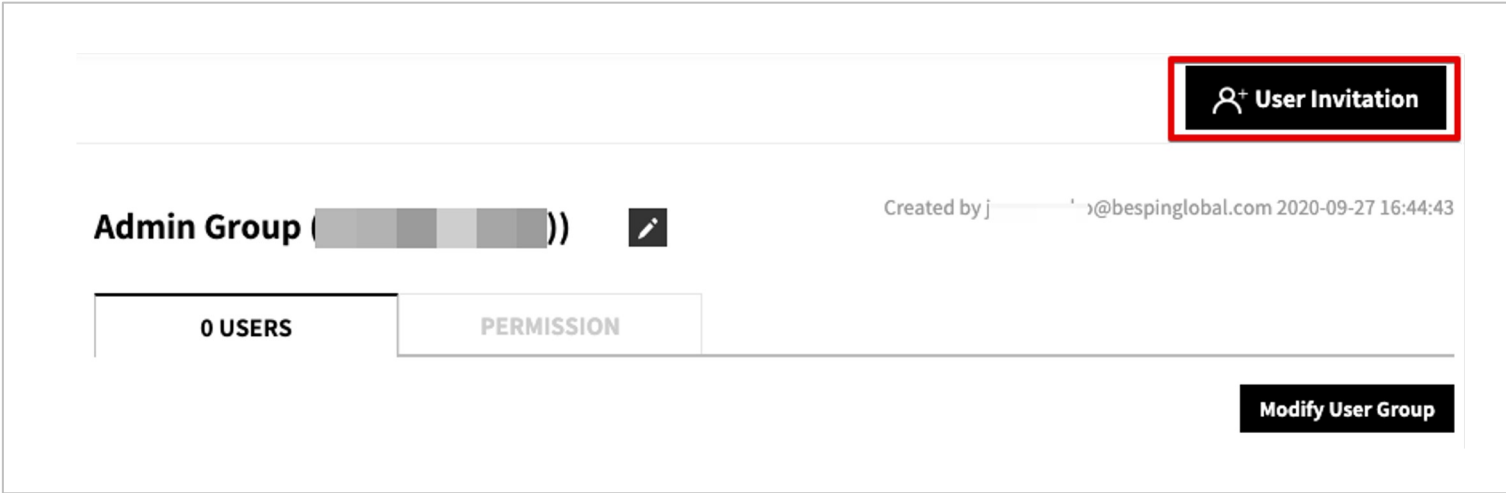 User Invitation
Admin Group ( ))
Created by j @bespinglobal.com 2020-09-27 16:44:43
0 USERS
PERMISSION
Modify User Group